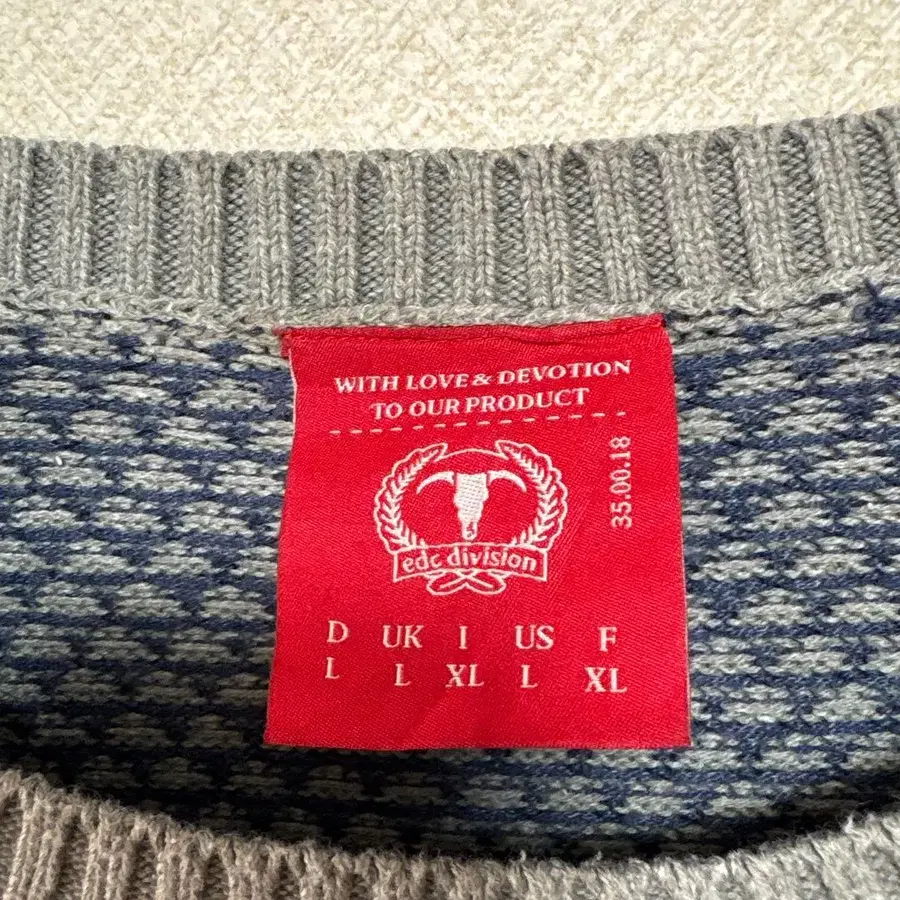 WITH LOVE & DEVOTION
TO OUR PRODUCT
35.00.18
edc division
D UK I US F
L L XL L XL